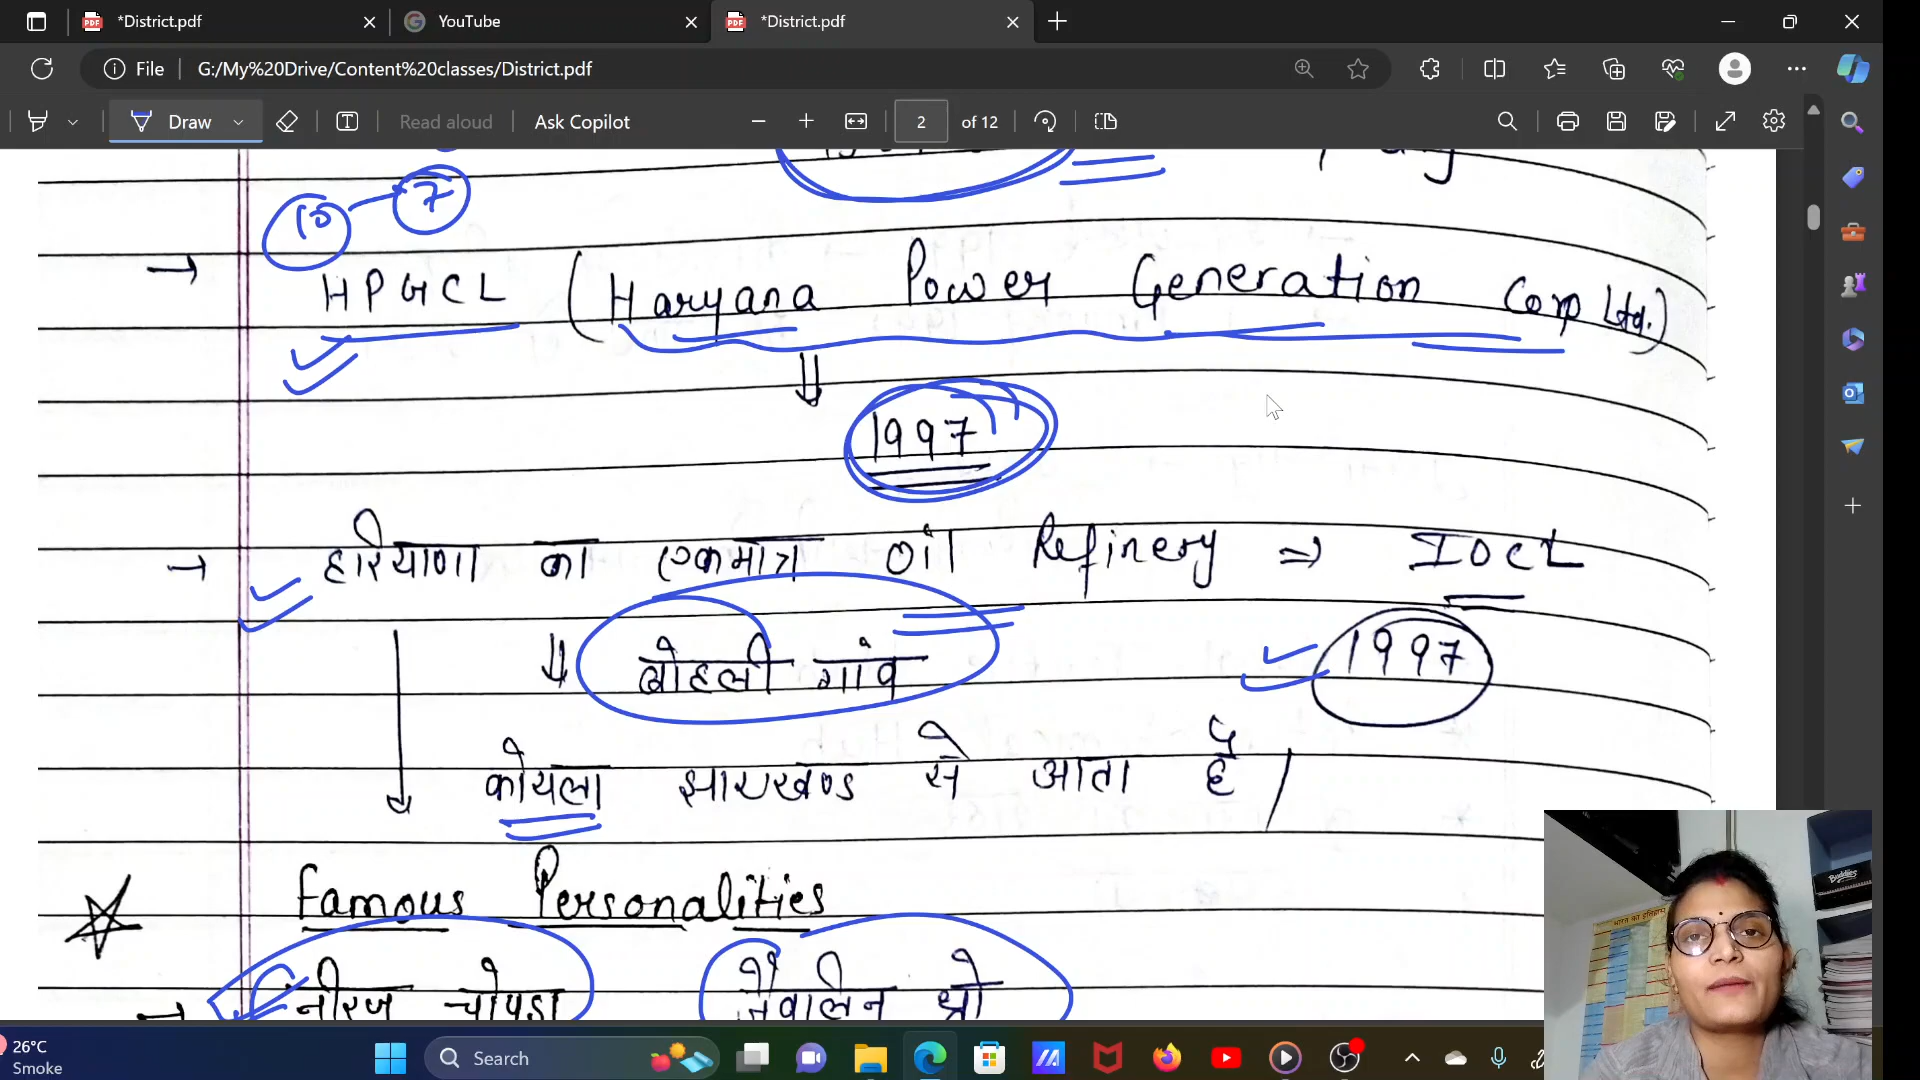 *District.pdf
YouTube
*District.pdf
File
G:/My%20Drive/Content%20classes/District.pdf
Draw
Read aloud
Ask Copilot
2
of 12
10
7
→ HPGCL (Haryana Power Generation Corp Ltd.)
1997
→ हरियाणा का एकमात्र Oil Refinery ⇒ IOCL
बोहली गांव
1997
कोयला झारखण्ड से आता है
Famous Personalities
→ नीरज चोपड़ा
जैवालिन थ्रो
Buddies
26°C
Smoke
Search